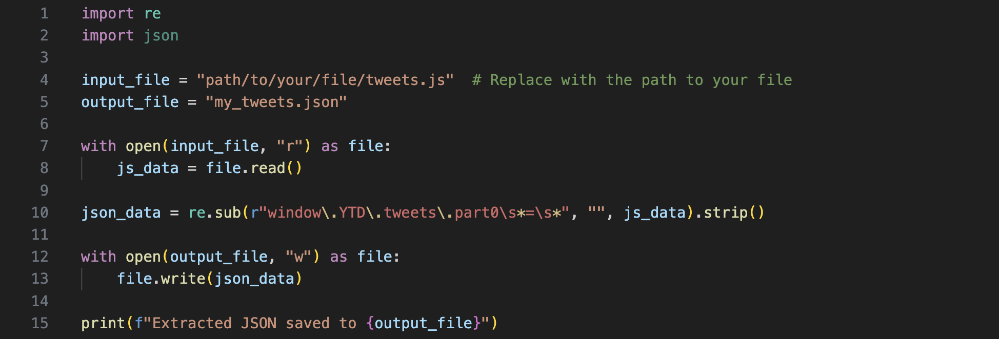 1 import re
2 import json
3
4 input_file = "path/to/your/file/tweets.js"  # Replace with the path to your file
5 output_file = "my_tweets.json"
6
7 with open(input_file, "r") as file:
8     js_data = file.read()
9
10 json_data = re.sub(r"window\.YTD\.tweets\.part0\s*=\s*", "", js_data).strip()
11
12 with open(output_file, "w") as file:
13     file.write(json_data)
14
15 print(f"Extracted JSON saved to {output_file}")